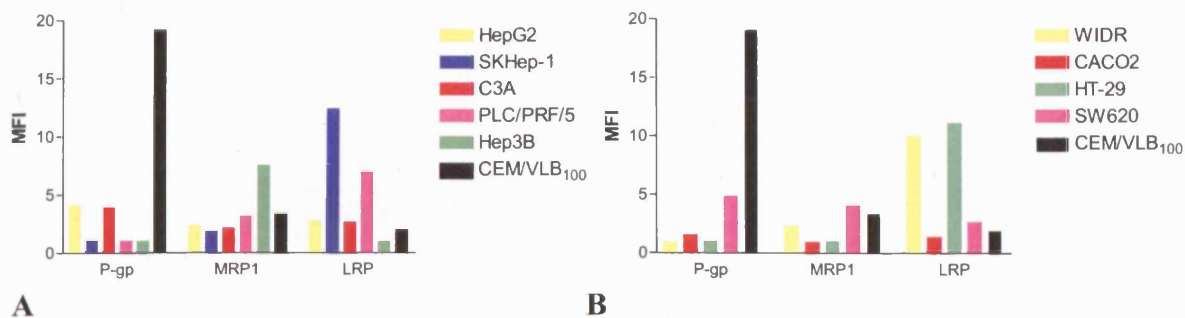 20
15
10
5
0
MFI
P-gp
MRP1
LRP
HepG2
SKHep-1
C3A
PLC/PRF/5
Hep3B
CEM/VLB₁₀₀
A
20
15
10
5
0
MFI
P-gp
MRP1
LRP
WIDR
CACO2
HT-29
SW620
CEM/VLB₁₀₀
B